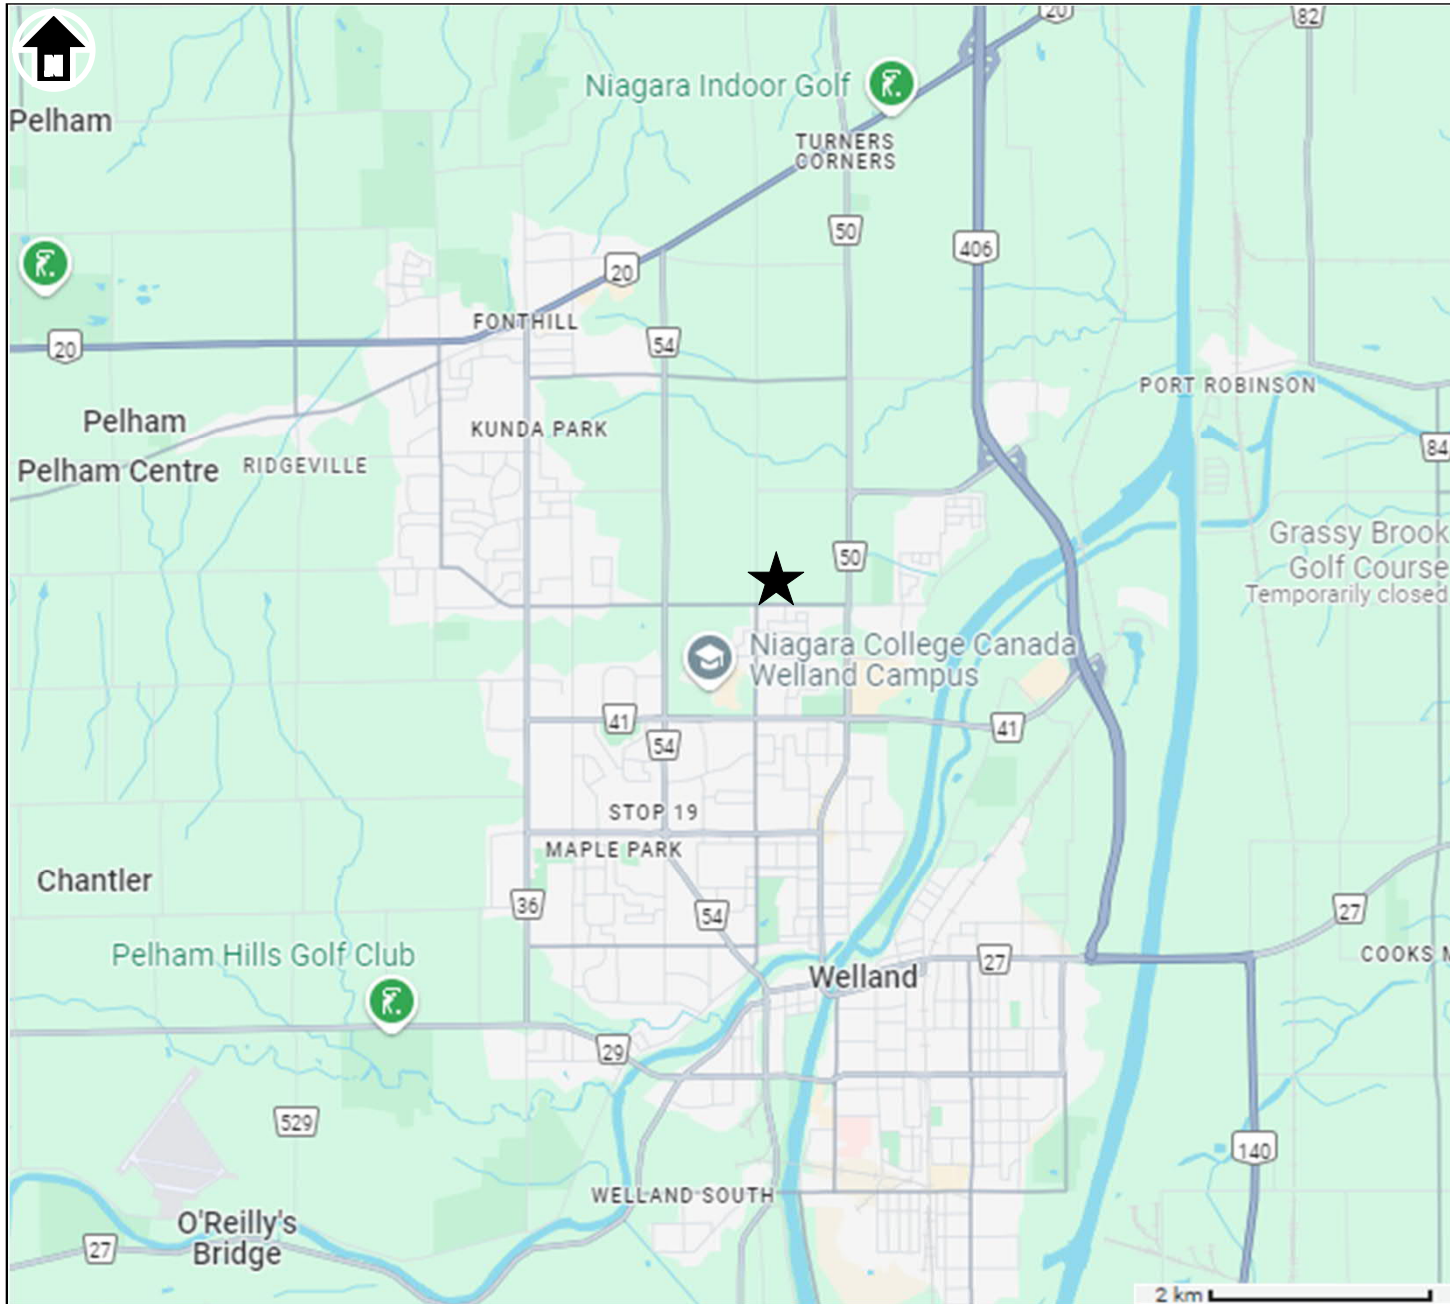 N
20
82
Niagara Indoor Golf
Pelham
TURNERS
CORNERS
50
406
20
FONTHILL
20
54
PORT ROBINSON
Pelham
KUNDA PARK
84
Pelham Centre
RIDGEVILLE
Grassy Brook
Golf Course
Temporarily closed
50
Niagara College Canada
Welland Campus
41
41
54
STOP 19
MAPLE PARK
Chantler
36
54
27
Pelham Hills Golf Club
COOKS M
27
Welland
29
529
140
WELLAND SOUTH
O'Reilly's
Bridge
27
2 km